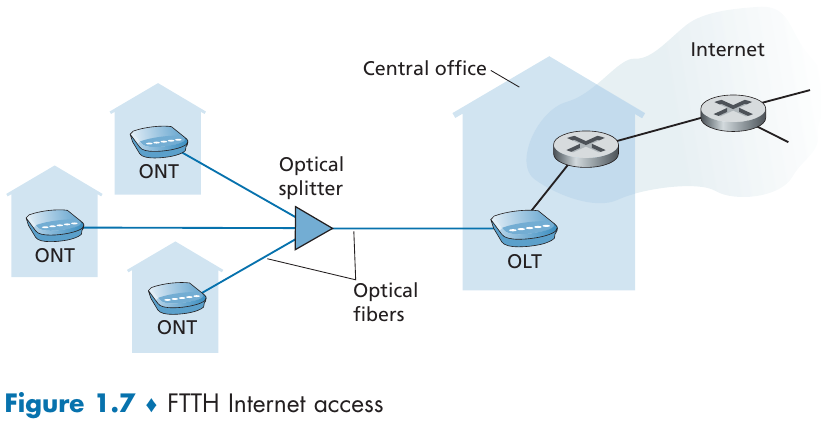 Internet
Central office
ONT
Optical
splitter
ONT
OLT
ONT
Optical
fibers
Figure 1.7 ♦ FTTH Internet access